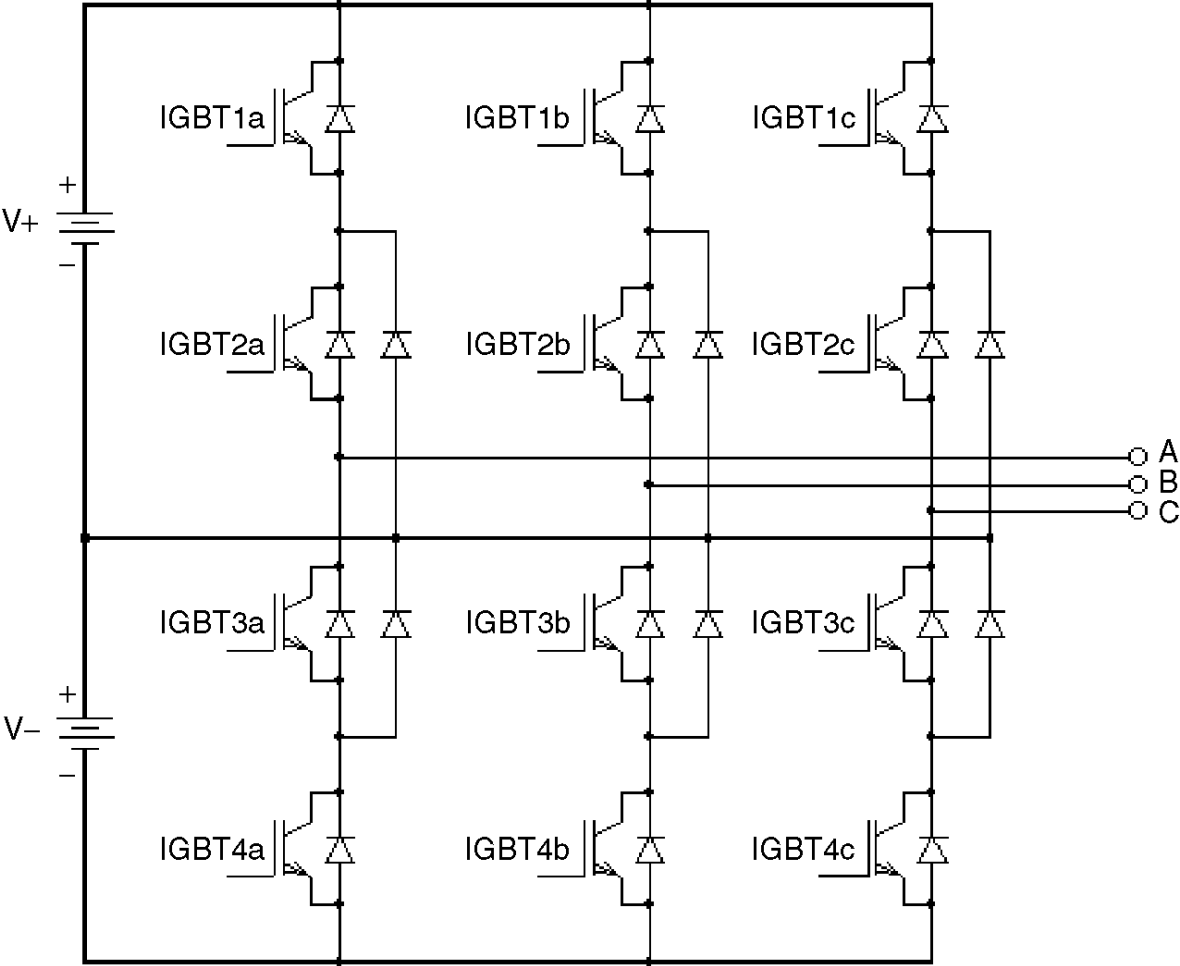 IGBT1a IGBT1b IGBT1c
+
V+
−
IGBT2a IGBT2b IGBT2c
A
B
C
IGBT3a IGBT3b IGBT3c
+
V−
−
IGBT4a IGBT4b IGBT4c